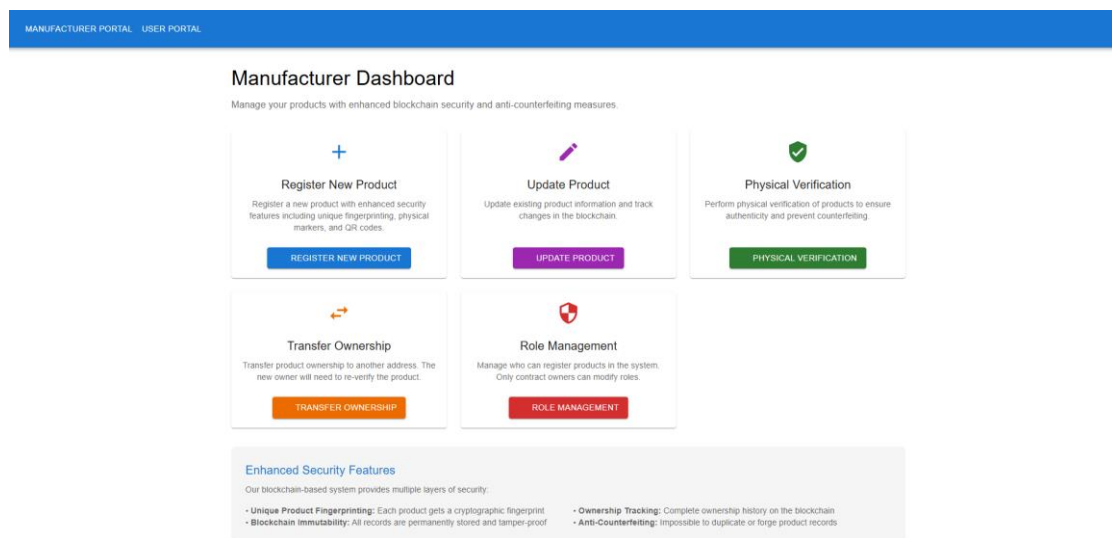 MANUFACTURER PORTAL USER PORTAL
Manufacturer Dashboard
Manage your products with enhanced blockchain security and anti-counterfeiting measures.
Register New Product
Register a new product with enhanced security
features including unique fingerprinting, physical
markers, and QR codes.
REGISTER NEW PRODUCT
Update Product
Update existing product information and track
changes in the blockchain.
UPDATE PRODUCT
Physical Verification
Perform physical verification of products to ensure
authenticity and prevent counterfeiting.
PHYSICAL VERIFICATION
Transfer Ownership
Transfer product ownership to another address. The
new owner will need to re-verify the product.
TRANSFER OWNERSHIP
Role Management
Manage who can register products in the system.
Only contract owners can modify roles.
ROLE MANAGEMENT
Enhanced Security Features
Our blockchain-based system provides multiple layers of security:
- Unique Product Fingerprinting: Each product gets a cryptographic fingerprint
- Blockchain Immutability: All records are permanently stored and tamper-proof
- Ownership Tracking: Complete ownership history on the blockchain
- Anti-Counterfeiting: Impossible to duplicate or forge product records